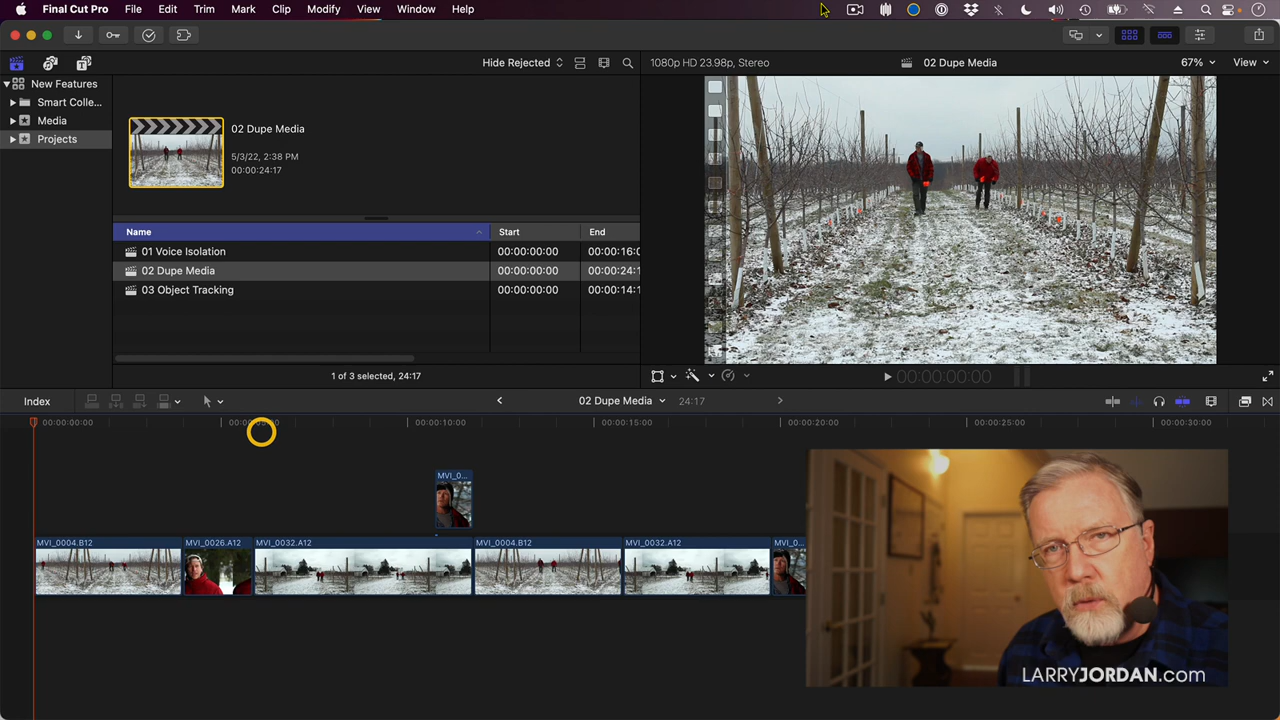 Final Cut Pro File Edit Trim Mark Clip Modify View Window Help
Hide Rejected
1080p HD 23.98p, Stereo
02 Dupe Media
67%
View
New Features
Smart Colle...
Media
Projects
02 Dupe Media
5/3/22, 2:38 PM
00:00:24:17
Name Start End
01 Voice Isolation 00:00:00:00 00:00:16:0
02 Dupe Media 00:00:00:00 00:00:24:1
03 Object Tracking 00:00:00:00 00:00:14:1
1 of 3 selected, 24:17
00:00:00:00
Index
02 Dupe Media
24:17
00:00:00:00 00:00:05:00 00:00:10:00 00:00:15:00 00:00:20:00 00:00:25:00 00:00:30:00
MVI_0...
MVI_0004.B12 MVI_0026.A12 MVI_0032.A12 MVI_0004.B12 MVI_0032.A12 MVI_0...
LARRYJORDAN.com